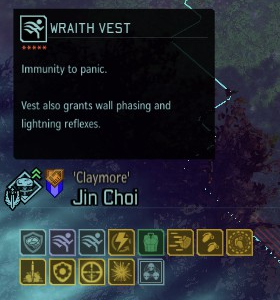 WRAITH VEST
Immunity to panic.
Vest also grants wall phasing and
lightning reflexes.
'Claymore'
Jin Choi